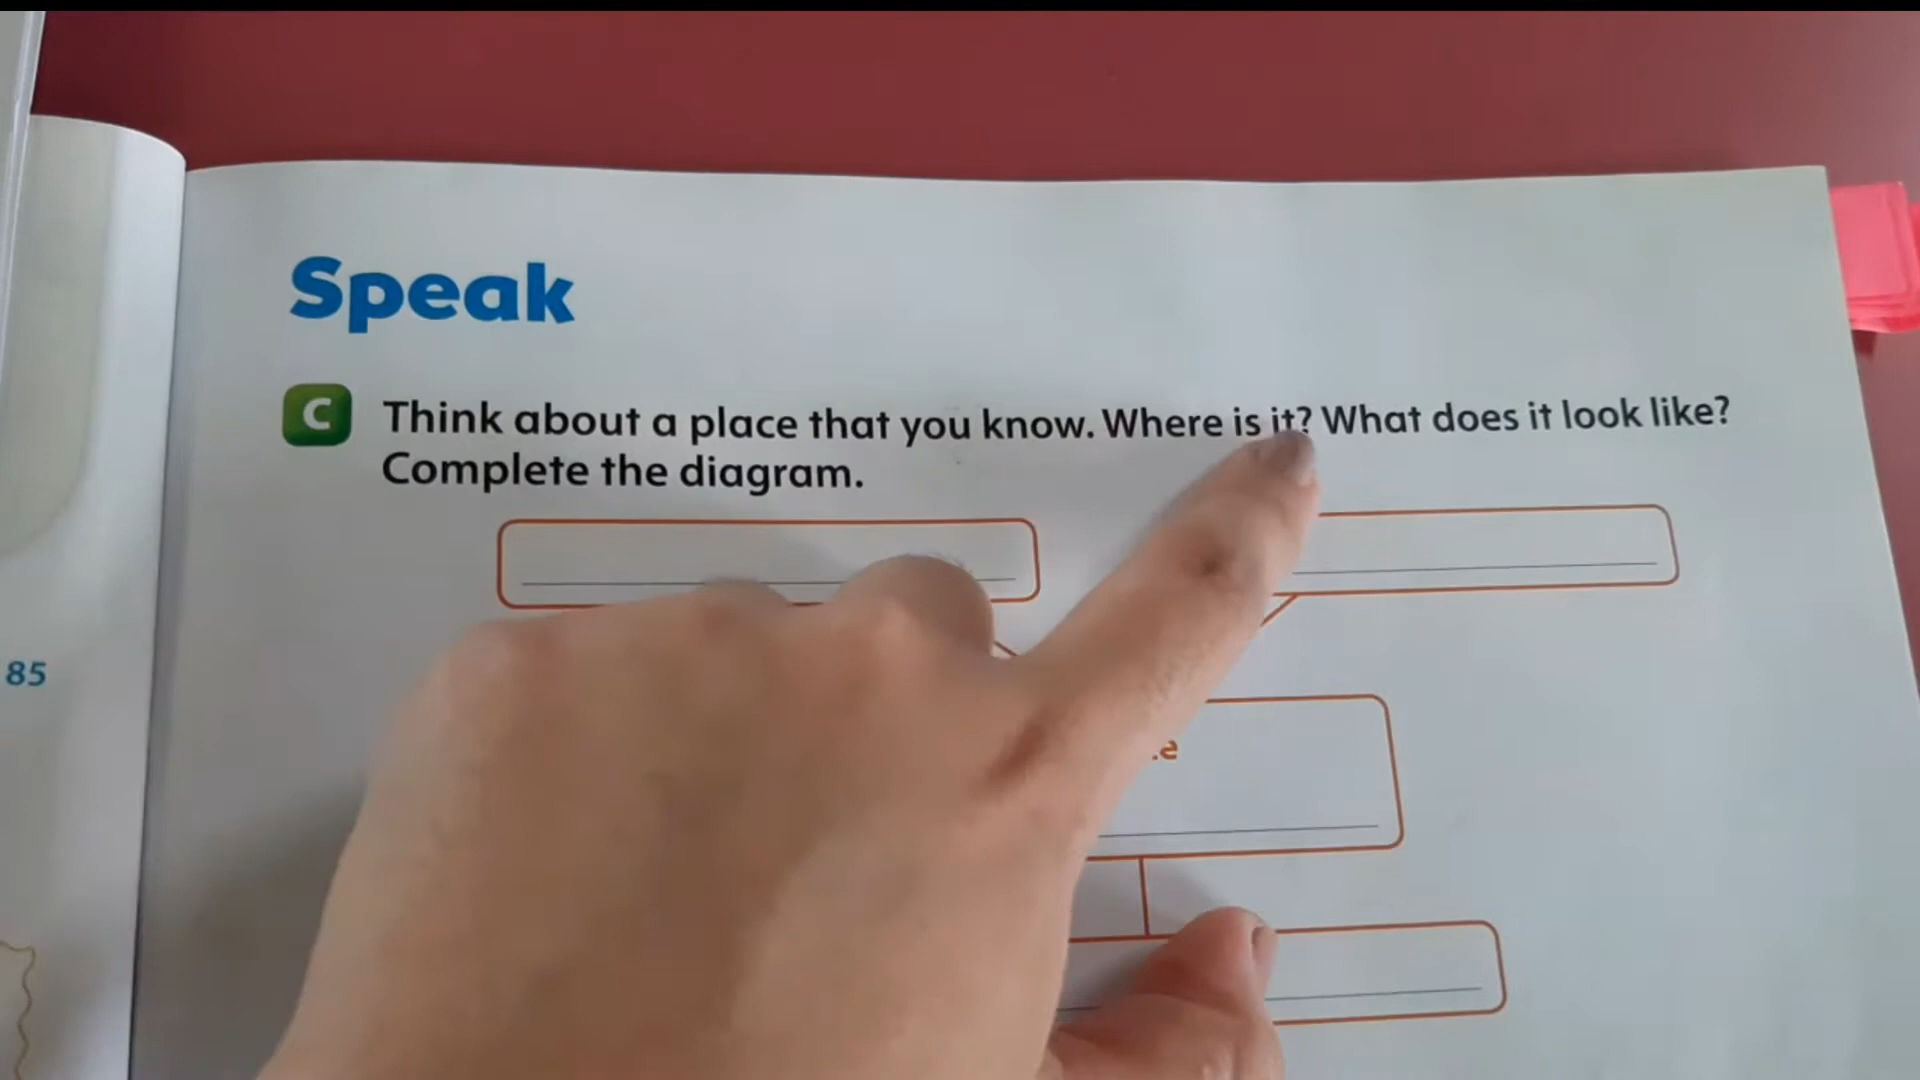 Speak
C Think about a place that you know. Where is it? What does it look like?
Complete the diagram.
85